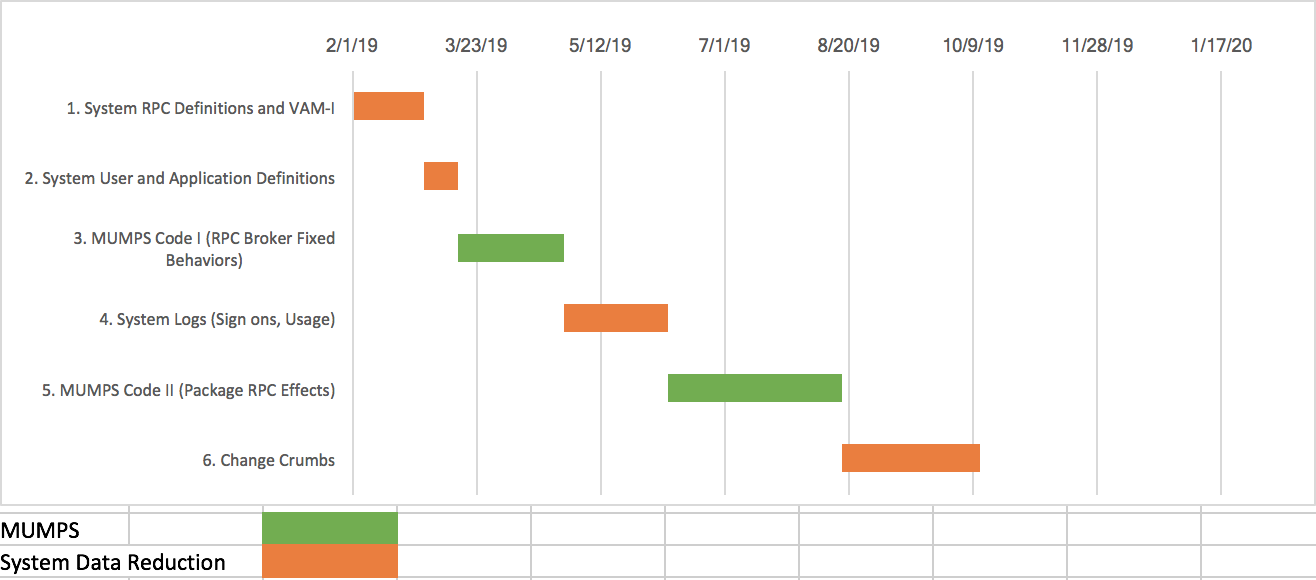 2/1/19 3/23/19 5/12/19 7/1/19 8/20/19 10/9/19 11/28/19 1/17/20
1. System RPC Definitions and VAM-I
2. System User and Application Definitions
3. MUMPS Code I (RPC Broker Fixed
Behaviors)
4. System Logs (Sign ons, Usage)
5. MUMPS Code II (Package RPC Effects)
6. Change Crumbs
MUMPS
System Data Reduction